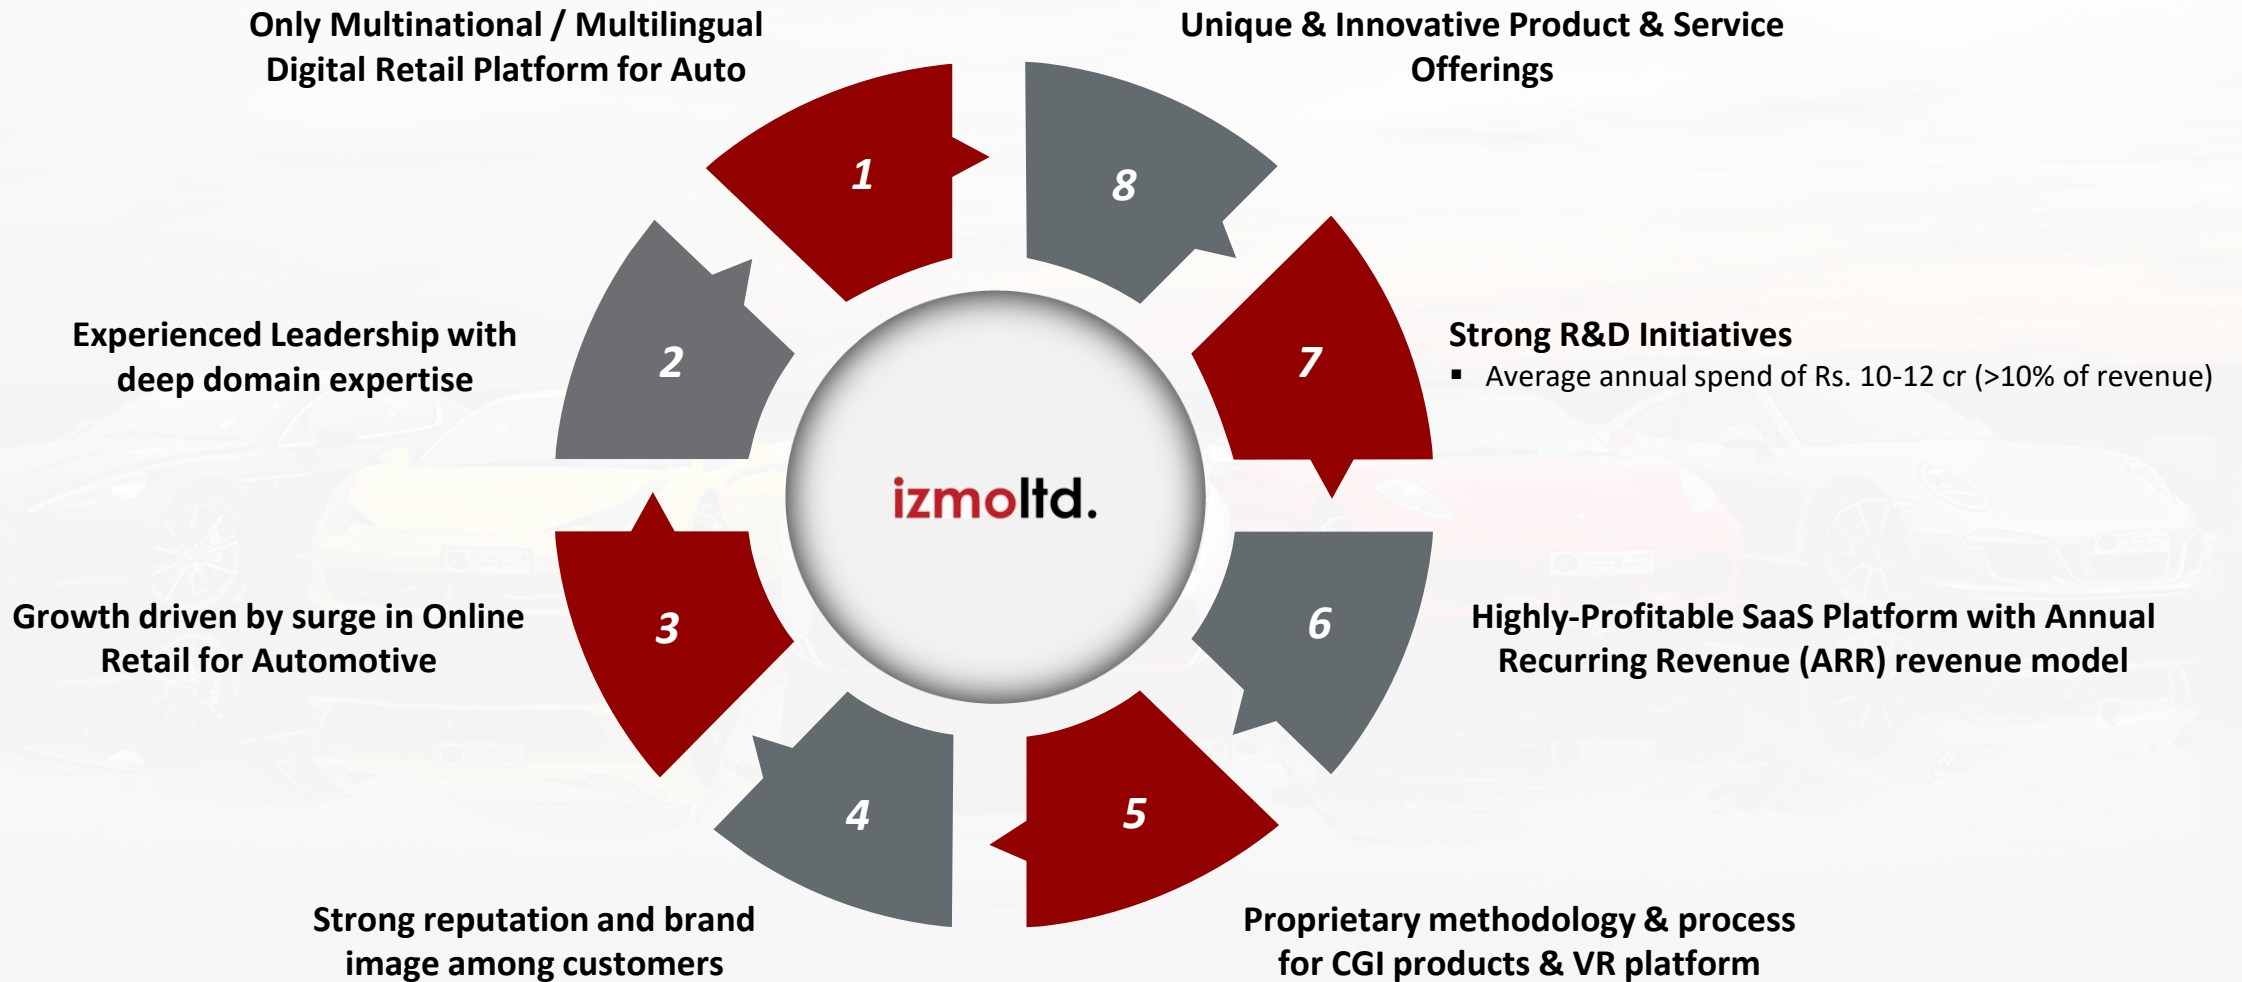 Only Multinational / Multilingual
Digital Retail Platform for Auto
1
Experienced Leadership with
deep domain expertise
2
Growth driven by surge in Online
Retail for Automotive
3
Strong reputation and brand
image among customers
4
Proprietary methodology & process
for CGI products & VR platform
5
Highly-Profitable SaaS Platform with Annual
Recurring Revenue (ARR) revenue model
6
Strong R&D Initiatives
▪ Average annual spend of Rs. 10-12 cr (>10% of revenue)
7
Unique & Innovative Product & Service
Offerings
8
izmoltd.